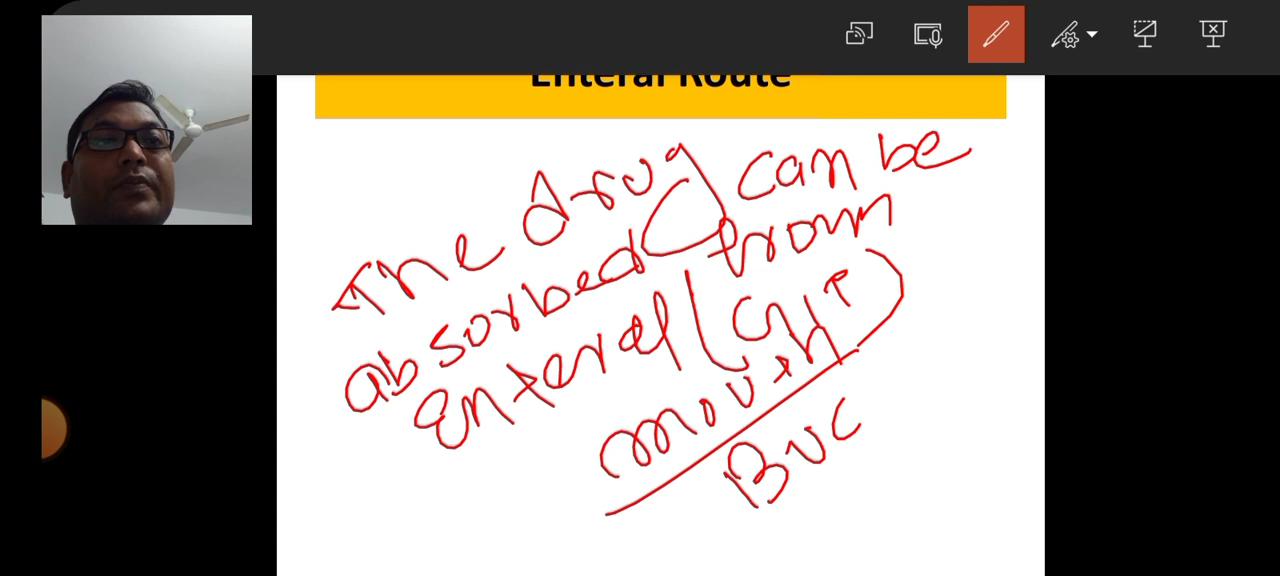 Enteral Route
The drug can be
absorbed from
Enteral (GIT)
mouth
Buc